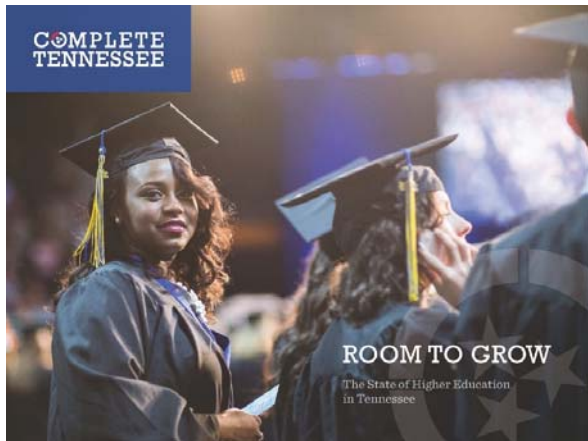 COMPLETE
TENNESSEE
ROOM TO GROW
The State of Higher Education
in Tennessee